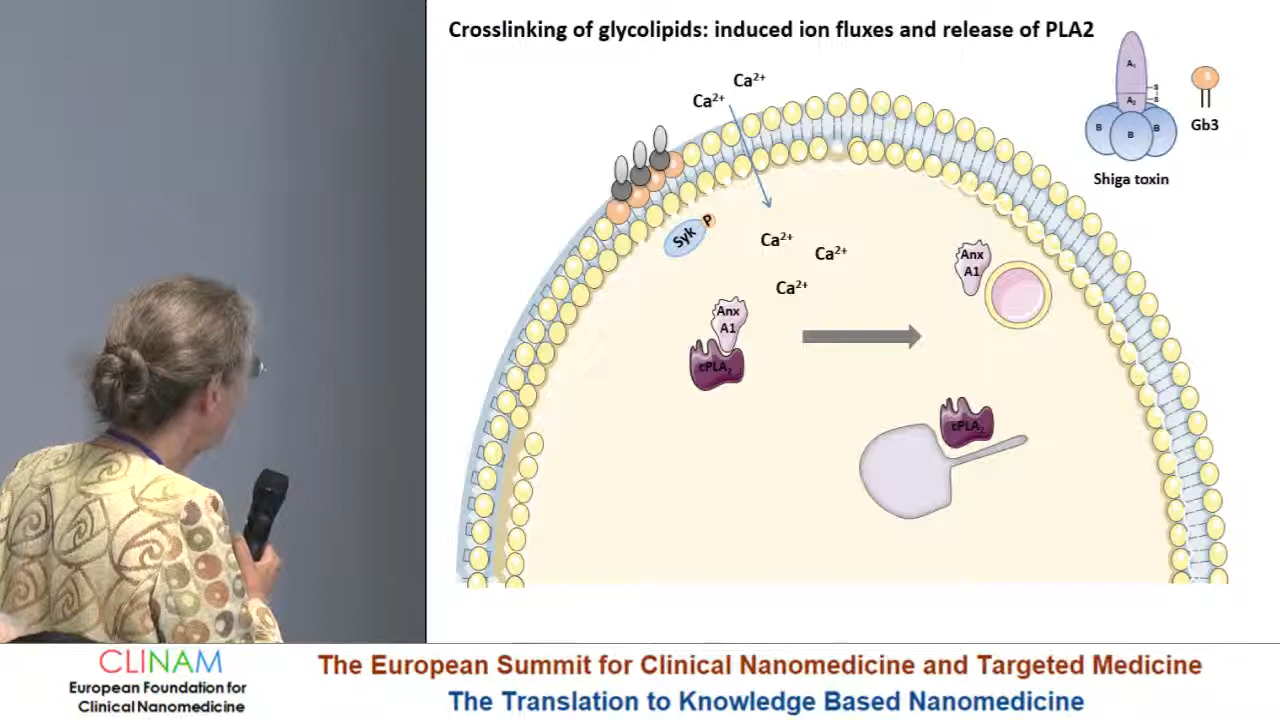 Crosslinking of glycolipids: induced ion fluxes and release of PLA2
Ca²⁺
Ca²⁺
A₁
S
A₂
S
B
B
B
Gb3
Shiga toxin
P
Syk
Ca²⁺
Ca²⁺
Ca²⁺
Anx
A1
Anx
A1
cPLA₂
cPLA₂
CLINAM
European Foundation for
Clinical Nanomedicine
The European Summit for Clinical Nanomedicine and Targeted Medicine
The Translation to Knowledge Based Nanomedicine